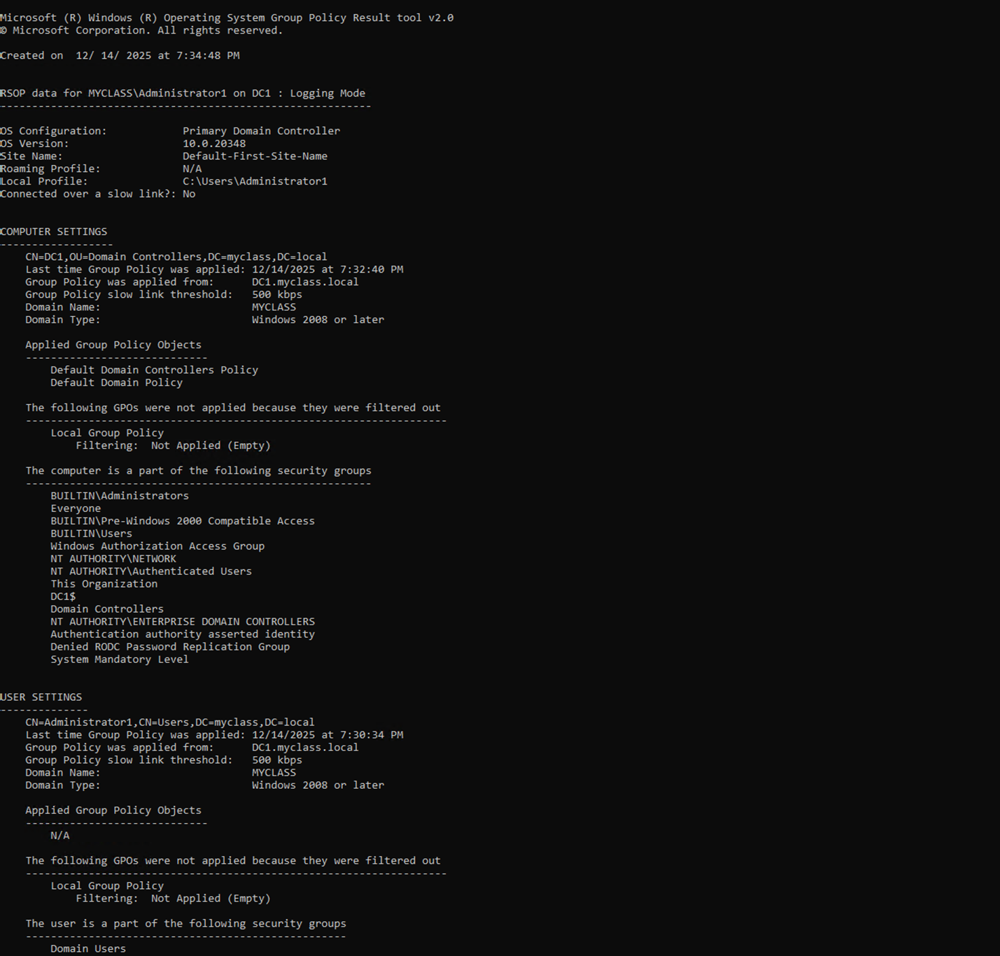 Microsoft (R) Windows (R) Operating System Group Policy Result tool v2.0
© Microsoft Corporation. All rights reserved.
Created on  12/ 14/ 2025 at 7:34:48 PM
RSOP data for MYCLASS\Administrator1 on DC1 : Logging Mode
-----------------------------------------------------------
OS Configuration:            Primary Domain Controller
OS Version:                  10.0.20348
Site Name:                   Default-First-Site-Name
Roaming Profile:             N/A
Local Profile:               C:\Users\Administrator1
Connected over a slow link?: No
COMPUTER SETTINGS
------------------
    CN=DC1,OU=Domain Controllers,DC=myclass,DC=local
    Last time Group Policy was applied: 12/14/2025 at 7:32:40 PM
    Group Policy was applied from:      DC1.myclass.local
    Group Policy slow link threshold:   500 kbps
    Domain Name:                        MYCLASS
    Domain Type:                        Windows 2008 or later
    Applied Group Policy Objects
    -----------------------------
        Default Domain Controllers Policy
        Default Domain Policy
    The following GPOs were not applied because they were filtered out
    -------------------------------------------------------------------
        Local Group Policy
            Filtering:  Not Applied (Empty)
    The computer is a part of the following security groups
    -------------------------------------------------------
        BUILTIN\Administrators
        Everyone
        BUILTIN\Pre-Windows 2000 Compatible Access
        BUILTIN\Users
        Windows Authorization Access Group
        NT AUTHORITY\NETWORK
        NT AUTHORITY\Authenticated Users
        This Organization
        DC1$
        Domain Controllers
        NT AUTHORITY\ENTERPRISE DOMAIN CONTROLLERS
        Authentication authority asserted identity
        Denied RODC Password Replication Group
        System Mandatory Level
USER SETTINGS
--------------
    CN=Administrator1,CN=Users,DC=myclass,DC=local
    Last time Group Policy was applied: 12/14/2025 at 7:30:34 PM
    Group Policy was applied from:      DC1.myclass.local
    Group Policy slow link threshold:   500 kbps
    Domain Name:                        MYCLASS
    Domain Type:                        Windows 2008 or later
    Applied Group Policy Objects
    -----------------------------
        N/A
    The following GPOs were not applied because they were filtered out
    -------------------------------------------------------------------
        Local Group Policy
            Filtering:  Not Applied (Empty)
    The user is a part of the following security groups
    ---------------------------------------------------
        Domain Users